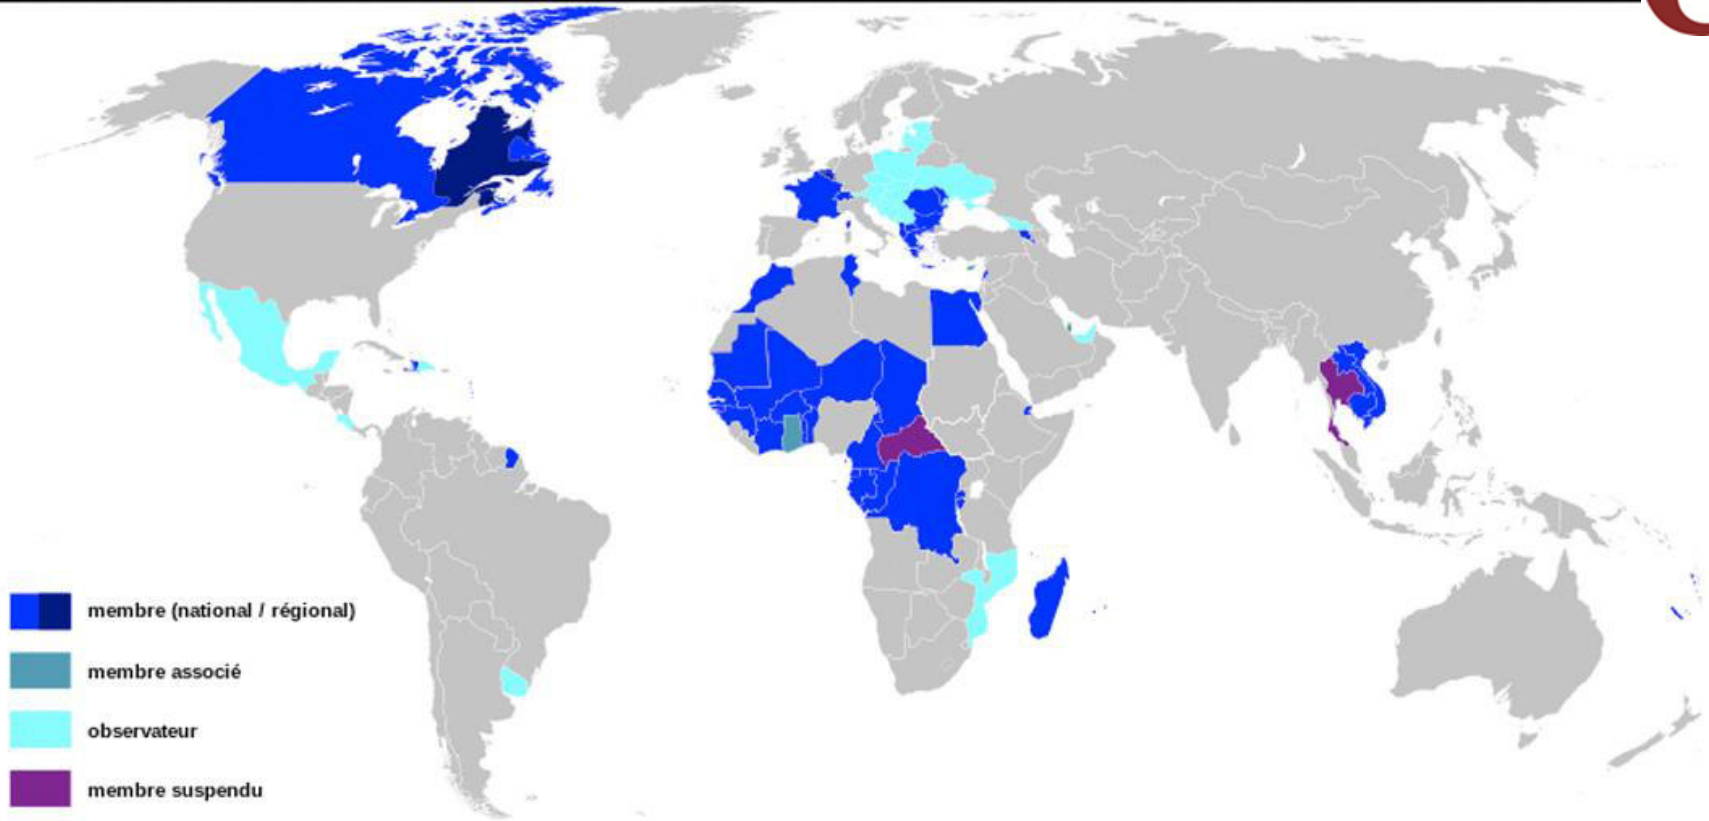 membre (national / régional)
membre associé
observateur
membre suspendu